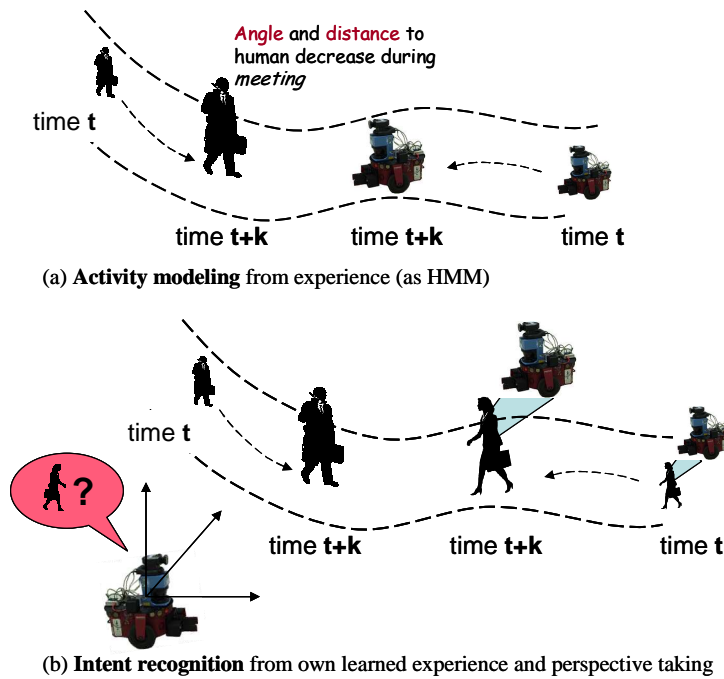 Angle and distance to
human decrease during
meeting
time t
time t+k
time t+k
time t
(a) Activity modeling from experience (as HMM)
time t
?
time t+k
time t+k
time t
(b) Intent recognition from own learned experience and perspective taking